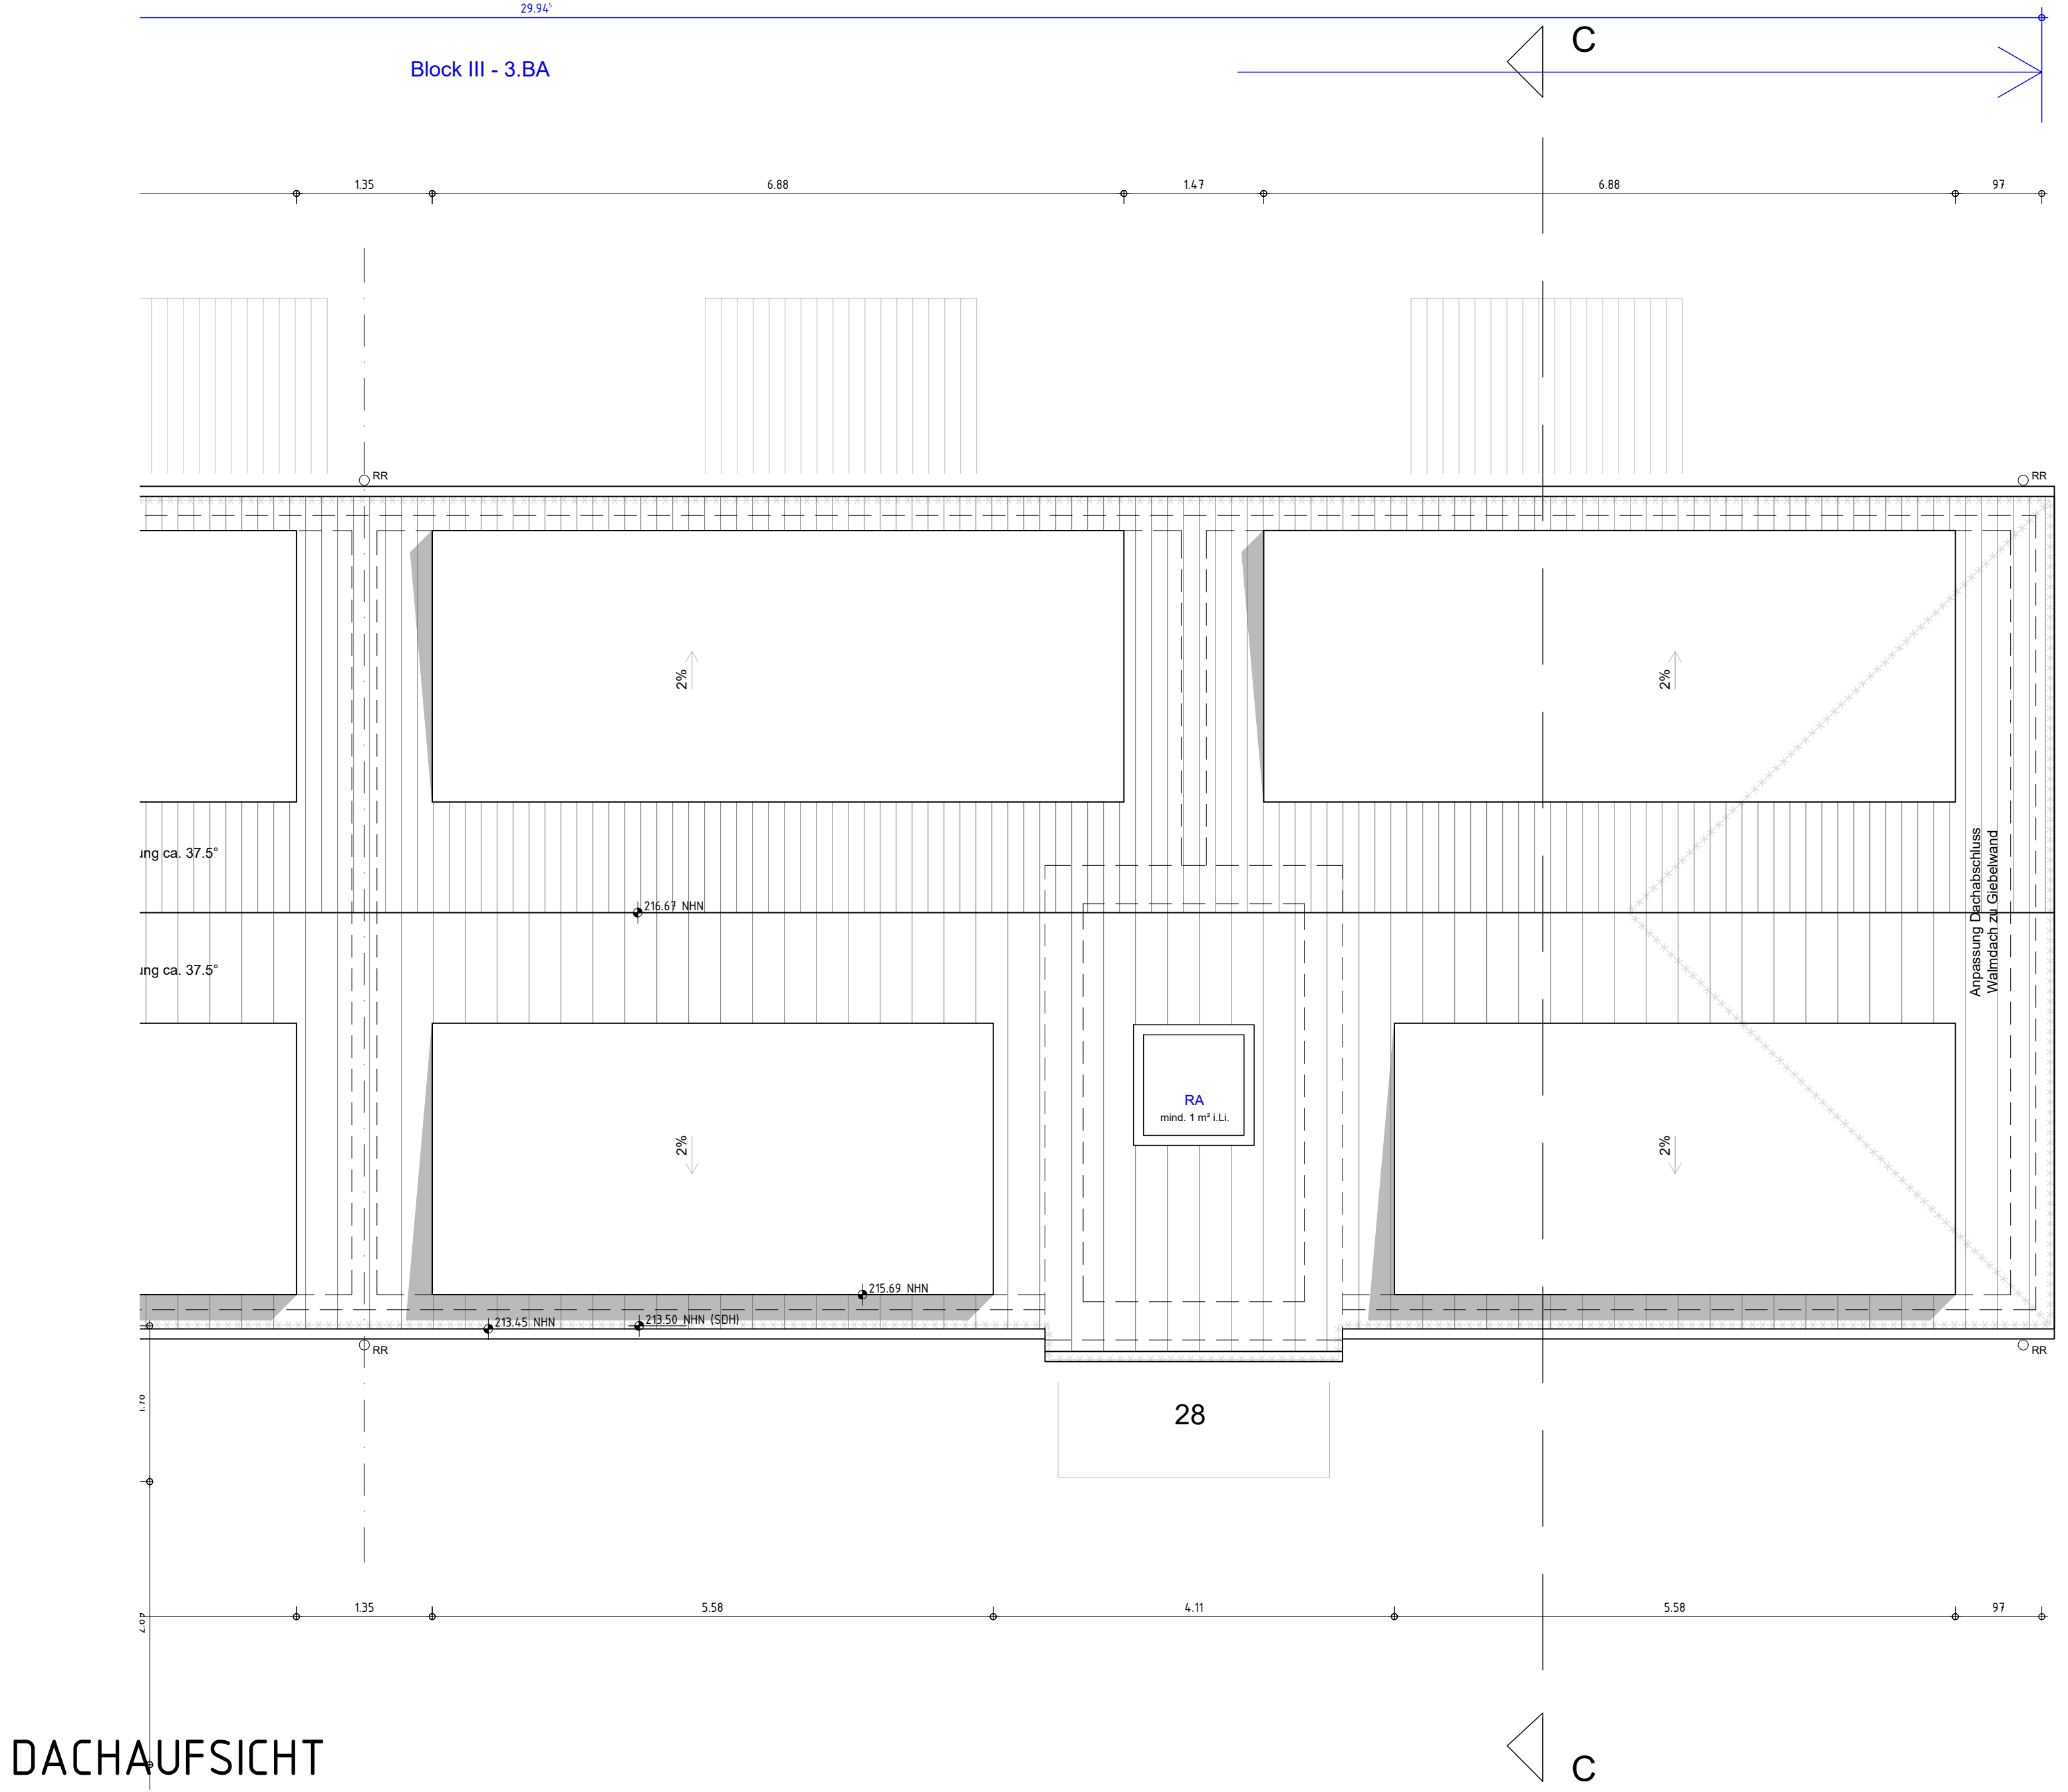 29.94⁵
Block III - 3.BA
C
1.35
6.88
1.47
6.88
97
RR
RR
2%
2%
ung ca. 37.5°
216.67 NHN
Anpassung Dachabschluss
Walmdach zu Giebelwand
ung ca. 37.5°
RA
mind. 1 m² i.Li.
2%
2%
215.69 NHN
213.45 NHN
213.50 NHN (SDH)
RR
RR
28
1.35
5.58
4.11
5.58
97
DACHAUFSICHT
C